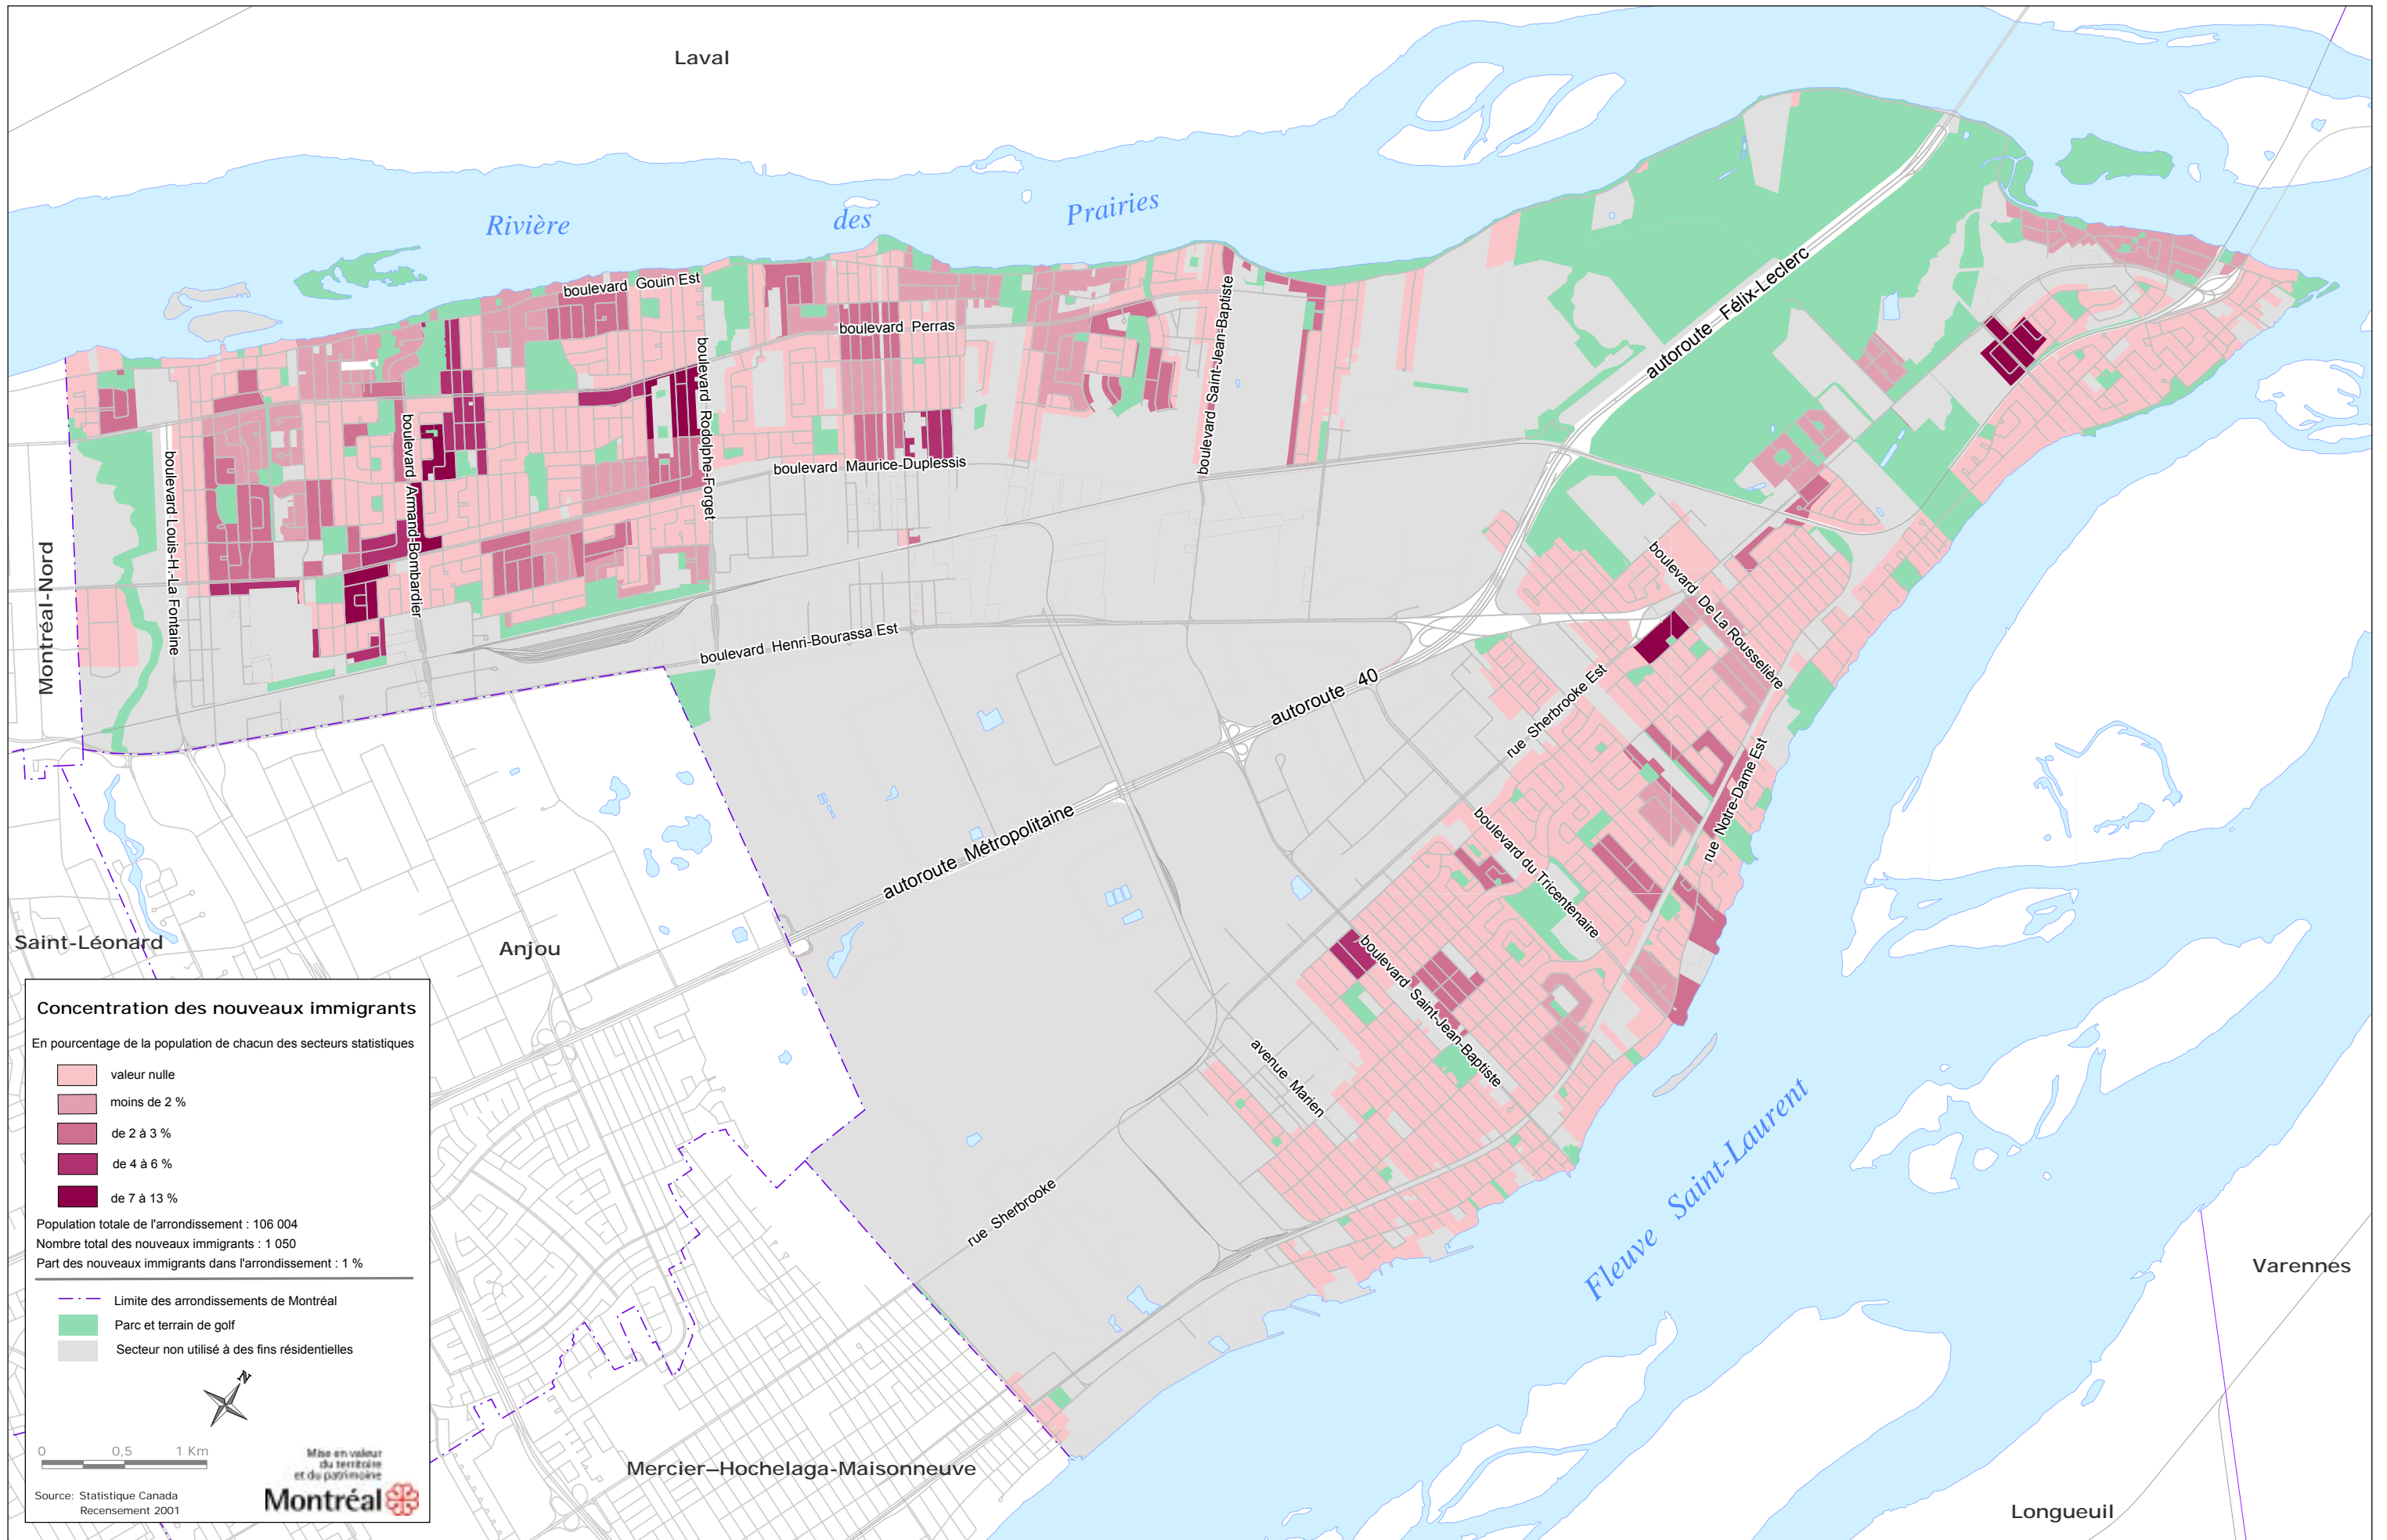 Laval
Rivière des Prairies
boulevard Gouin Est
boulevard Perras
boulevard Rodolphe-Forget
boulevard Maurice-Duplessis
boulevard Saint-Jean-Baptiste
boulevard Armand-Bombardier
boulevard Louis-H.-La Fontaine
Montréal-Nord
boulevard Henri-Bourassa Est
autoroute Félix-Leclerc
boulevard De La Rousselière
autoroute 40
rue Sherbrooke Est
rue Notre-Dame Est
autoroute Métropolitaine
boulevard du Tricentenaire
boulevard Saint-Jean-Baptiste
avenue Marien
rue Sherbrooke
Saint-Léonard
Anjou
Fleuve Saint-Laurent
Varennes
Mercier–Hochelaga-Maisonneuve
Longueuil
Concentration des nouveaux immigrants
En pourcentage de la population de chacun des secteurs statistiques
valeur nulle
moins de 2 %
de 2 à 3 %
de 4 à 6 %
de 7 à 13 %
Population totale de l'arrondissement : 106 004
Nombre total des nouveaux immigrants : 1 050
Part des nouveaux immigrants dans l'arrondissement : 1 %
Limite des arrondissements de Montréal
Parc et terrain de golf
Secteur non utilisé à des fins résidentielles
N
0 0,5 1 Km
Mise en valeur
du territoire
et du patrimoine
Montréal
Source: Statistique Canada
Recensement 2001